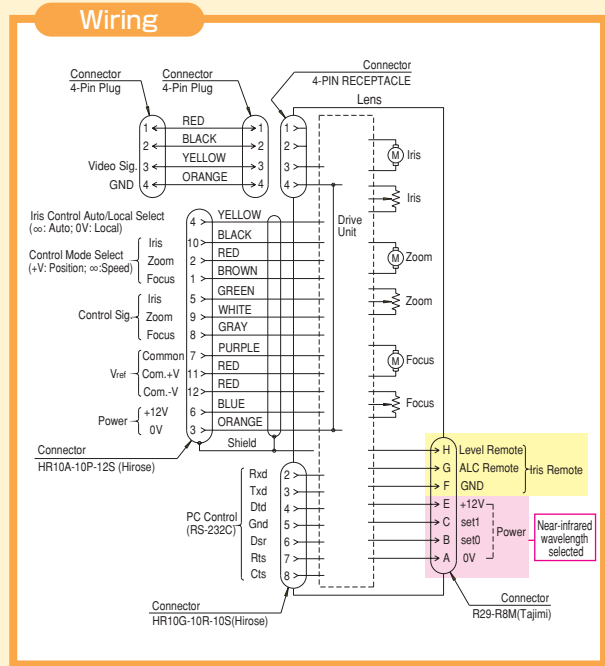 Wiring
Connector
4-Pin Plug
Connector
4-Pin Plug
Connector
4-PIN RECEPTACLE
Lens
1 RED 1 1
2 BLACK 2 2
Video Sig. 3 YELLOW 3 3
GND 4 ORANGE 4 4
M Iris
Iris
Drive
Unit
M Zoom
Zoom
M Focus
Focus
Iris Control Auto/Local Select
(∞: Auto; 0V: Local)
4 YELLOW
Control Mode Select
(+V: Position; ∞:Speed)
Iris 10 BLACK
Zoom 2 RED
Focus 1 BROWN
Control Sig.
Iris 5 GREEN
Zoom 9 WHITE
Focus 8 GRAY
Vref
Common 7 PURPLE
Com.+V 11 RED
Com.-V 12 RED
Power
+12V 6 BLUE
0V 3 ORANGE
Shield
Connector
HR10A-10P-12S (Hirose)
PC Control
(RS-232C)
Rxd 2
Txd 3
Dtd 4
Gnd 5
Dsr 6
Rts 7
Cts 8
Connector
HR10G-10R-10S(Hirose)
H Level Remote
G ALC Remote
F GND
Iris Remote
E +12V
C set1
B set0
A 0V
Power
Near-infrared
wavelength
selected
Connector
R29-R8M(Tajimi)